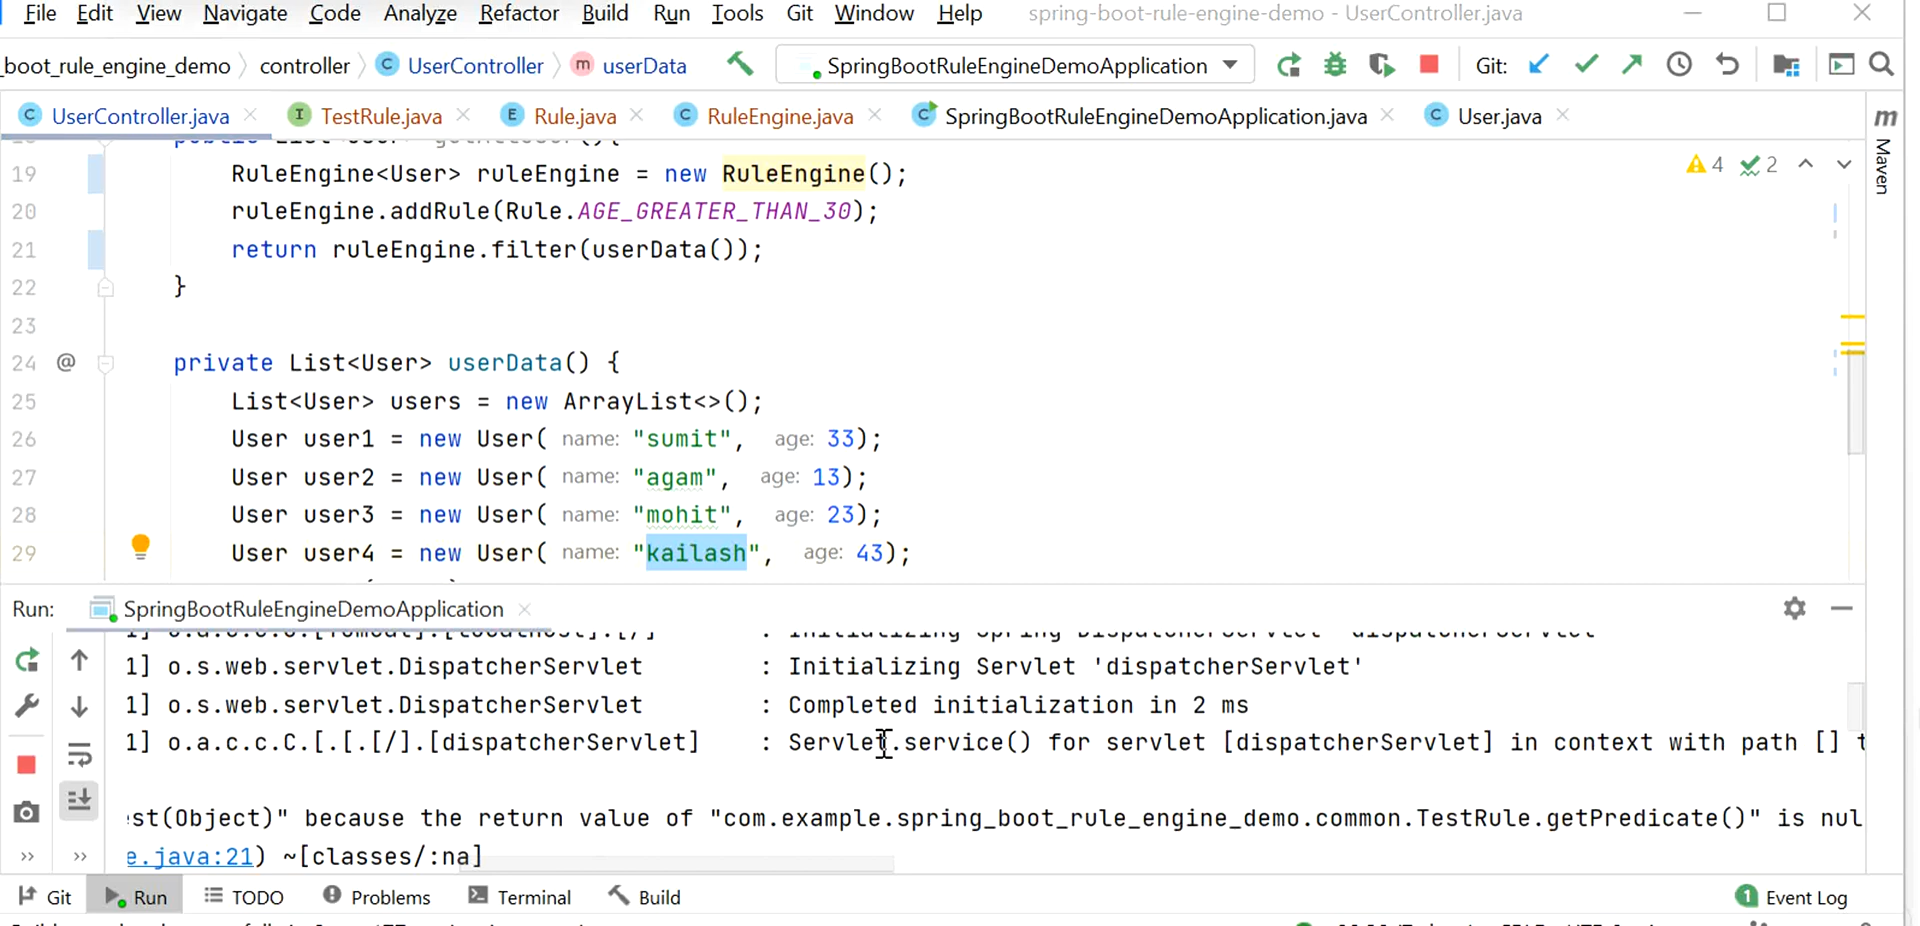 File Edit View Navigate Code Analyze Refactor Build Run Tools Git Window Help spring-boot-rule-engine-demo - UserController.java
_boot_rule_engine_demo controller UserController userData SpringBootRuleEngineDemoApplication Git:
UserController.java TestRule.java Rule.java RuleEngine.java SpringBootRuleEngineDemoApplication.java User.java
4 2
Maven
19 RuleEngine<User> ruleEngine = new RuleEngine();
20 ruleEngine.addRule(Rule.AGE_GREATER_THAN_30);
21 return ruleEngine.filter(userData());
22 }
23
24 @ private List<User> userData() {
25 List<User> users = new ArrayList<>();
26 User user1 = new User( name: "sumit", age: 33);
27 User user2 = new User( name: "agam", age: 13);
28 User user3 = new User( name: "mohit", age: 23);
29 User user4 = new User( name: "kailash", age: 43);
Run: SpringBootRuleEngineDemoApplication
: Initializing Spring DispatcherServlet 'dispatcherServlet'
1] o.s.web.servlet.DispatcherServlet : Initializing Servlet 'dispatcherServlet'
1] o.s.web.servlet.DispatcherServlet : Completed initialization in 2 ms
1] o.a.c.c.C.[.[.[/].[dispatcherServlet] : Servlet.service() for servlet [dispatcherServlet] in context with path [] t
st(Object)" because the return value of "com.example.spring_boot_rule_engine_demo.common.TestRule.getPredicate()" is nul
e.java:21) ~[classes/:na]
Git Run TODO Problems Terminal Build 1 Event Log